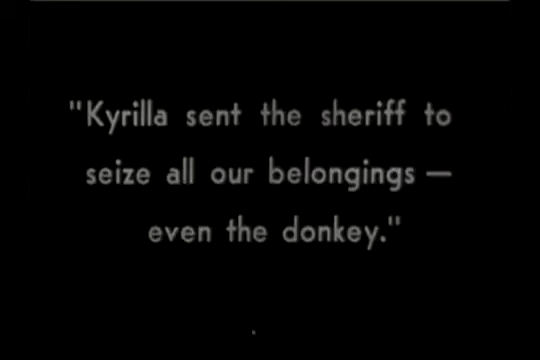 "Kyrilla sent the sheriff to
seize all our belongings —
even the donkey."